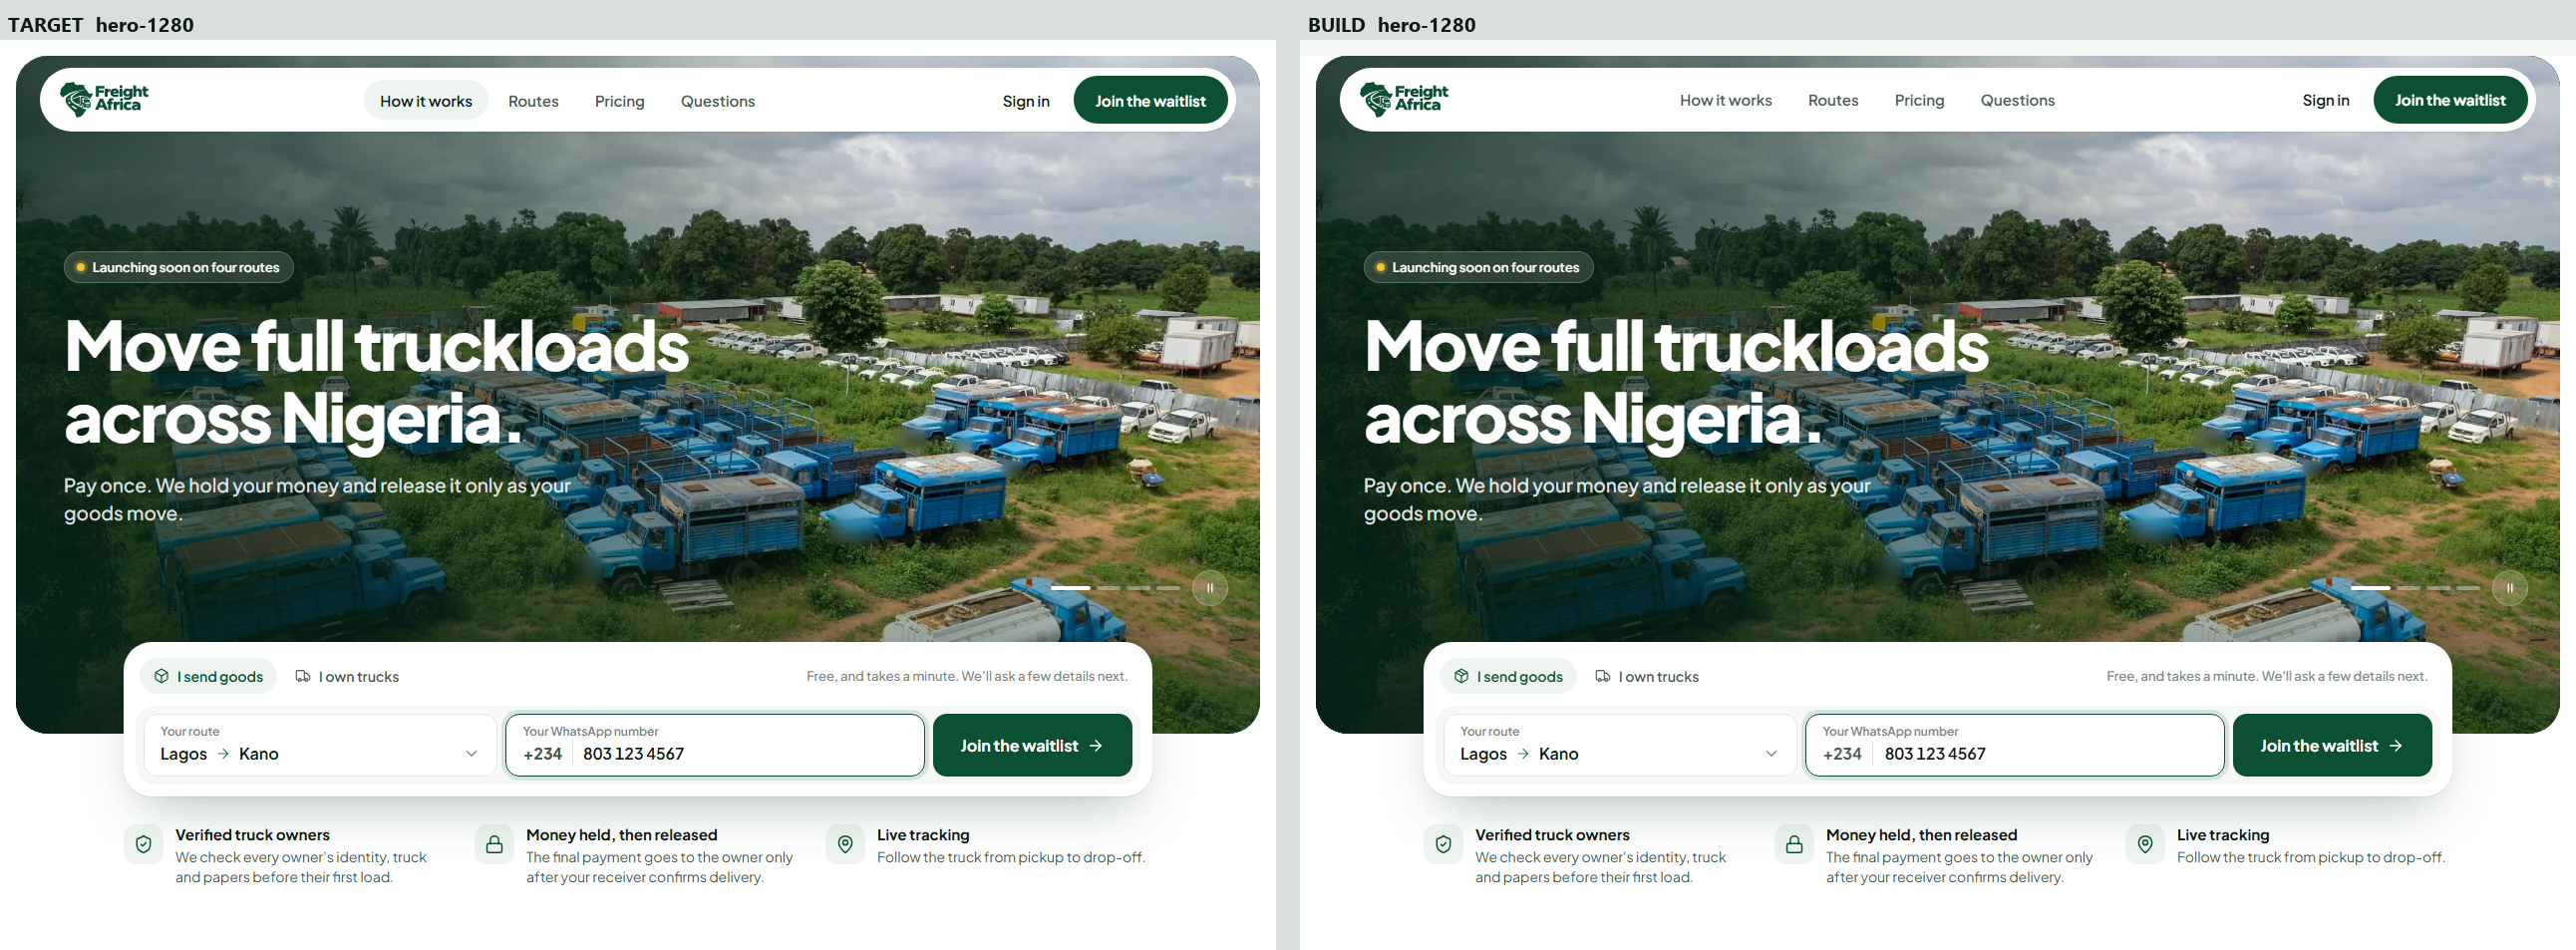 TARGET hero-1280
Freight Africa
How it works Routes Pricing Questions
Sign in
Join the waitlist
Launching soon on four routes
Move full truckloads
across Nigeria.
Pay once. We hold your money and release it only as your
goods move.
I send goods
I own trucks
Free, and takes a minute. We'll ask a few details next.
Your route
Lagos → Kano
Your WhatsApp number
+234 803 123 4567
Join the waitlist →
Verified truck owners
We check every owner's identity, truck
and papers before their first load.
Money held, then released
The final payment goes to the owner only
after your receiver confirms delivery.
Live tracking
Follow the truck from pickup to drop-off.
BUILD hero-1280
Freight Africa
How it works Routes Pricing Questions
Sign in
Join the waitlist
Launching soon on four routes
Move full truckloads
across Nigeria.
Pay once. We hold your money and release it only as your
goods move.
I send goods
I own trucks
Free, and takes a minute. We'll ask a few details next.
Your route
Lagos → Kano
Your WhatsApp number
+234 803 123 4567
Join the waitlist →
Verified truck owners
We check every owner's identity, truck
and papers before their first load.
Money held, then released
The final payment goes to the owner only
after your receiver confirms delivery.
Live tracking
Follow the truck from pickup to drop-off.